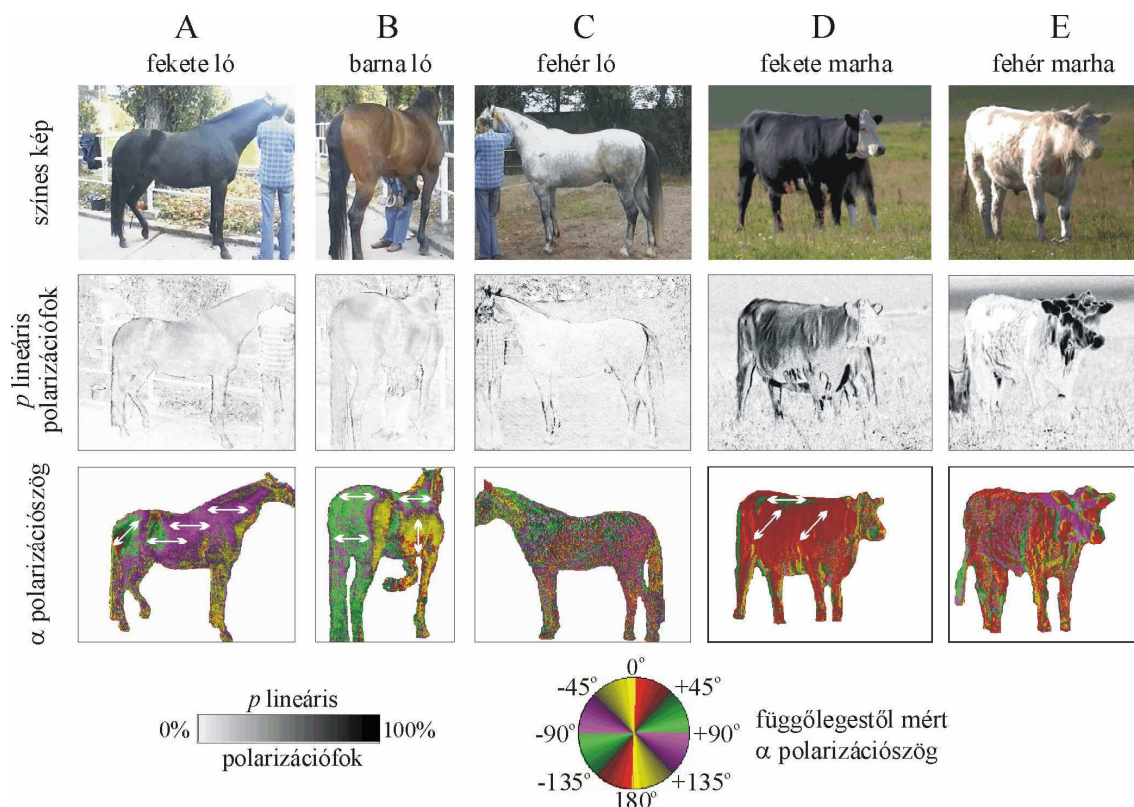 A B C D E
fekete ló barna ló fehér ló fekete marha fehér marha
színes kép
p lineáris
polarizációfok
α polarizációszög
p lineáris
0% 100%
polarizációfok
0°
-45° +45°
-90° +90°
-135° +135°
180°
függőlegestől mért
α polarizációszög